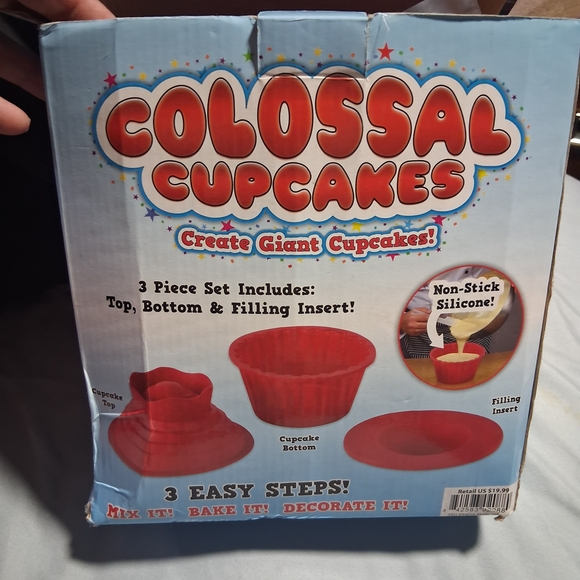 COLOSSAL
CUPCAKES
Create Giant Cupcakes!
3 Piece Set Includes:
Top, Bottom & Filling Insert!
Non-Stick
Silicone!
Cupcake
Top
Cupcake
Bottom
Filling
Insert
3 EASY STEPS!
MIX IT! BAKE IT! DECORATE IT!
Retail US $19.99